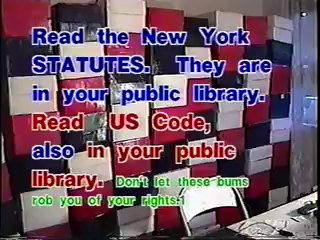 Read the New York
STATUTES. They are
in your public library.
Read US Code,
also in your public
library. Don't let these bums
rob you of your rights!